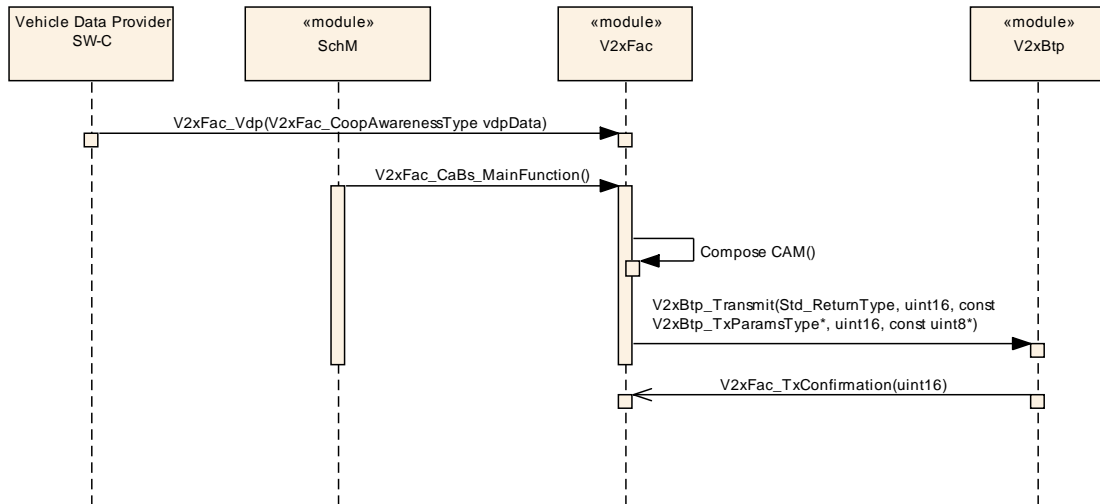 Vehicle Data Provider
SW-C
«module»
SchM
«module»
V2xFac
«module»
V2xBtp
V2xFac_Vdp(V2xFac_CoopAwarenessType vdpData)
V2xFac_CaBs_MainFunction()
Compose CAM()
V2xBtp_Transmit(Std_ReturnType, uint16, const
V2xBtp_TxParamsType*, uint16, const uint8*)
V2xFac_TxConfirmation(uint16)